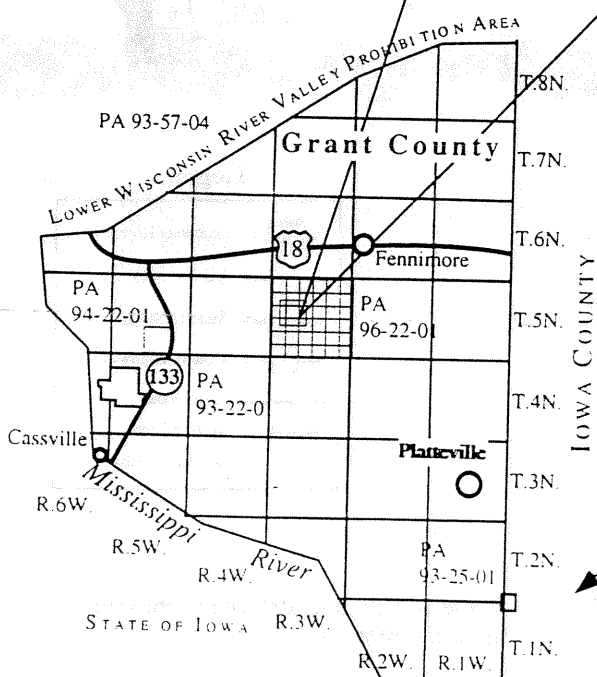 LOWER WISCONSIN RIVER VALLEY PROHIBITION AREA
T.8N.
PA 93-57-04
Grant County
T.7N.
T.6N.
18
Fennimore
PA
94-22-01
PA
96-22-01
T.5N.
IOWA COUNTY
133
PA
93-22-0
T.4N.
Cassville
Platteville
T.3N.
Mississippi River
R.6W.
R.5W.
R.4W.
R.3W.
R.2W.
R.1W.
PA
93-25-01
T.2N.
STATE OF IOWA
T.1N.